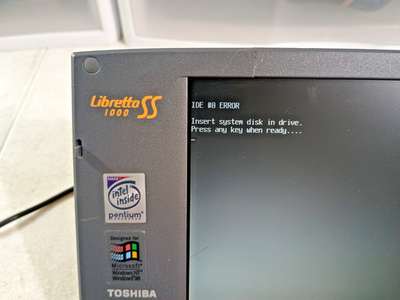 Libretto SS
1000
IDE #0 ERROR
Insert system disk in drive.
Press any key when ready....
MMX
intel
inside
pentium
Designed for
Microsoft
Windows NT
Windows 98
TOSHIBA